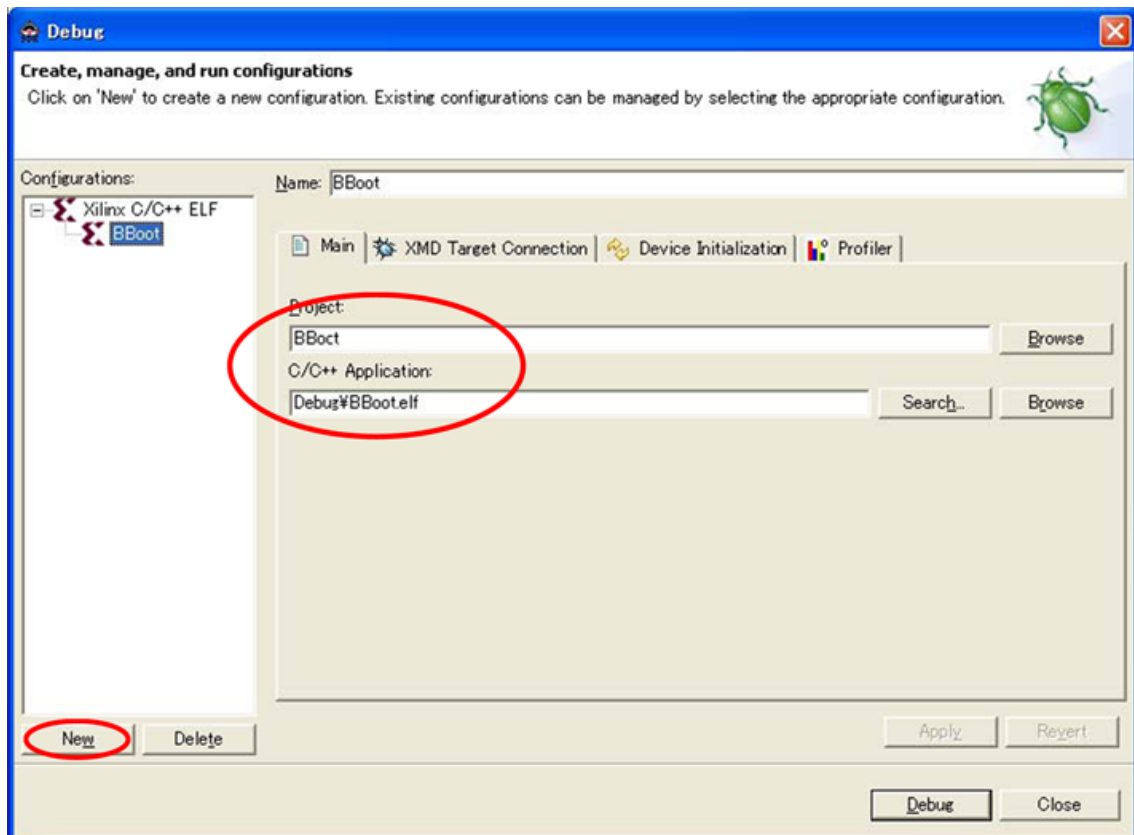 Debug
Create, manage, and run configurations
Click on 'New' to create a new configuration. Existing configurations can be managed by selecting the appropriate configuration.
Configurations:
Xilinx C/C++ ELF
BBoot
Name: BBoot
Main XMD Target Connection Device Initialization Profiler
Project:
BBoct Browse
C/C++ Application:
Debug¥BBoot.elf Search... Browse
New Delete Apply Revert
Debug Close